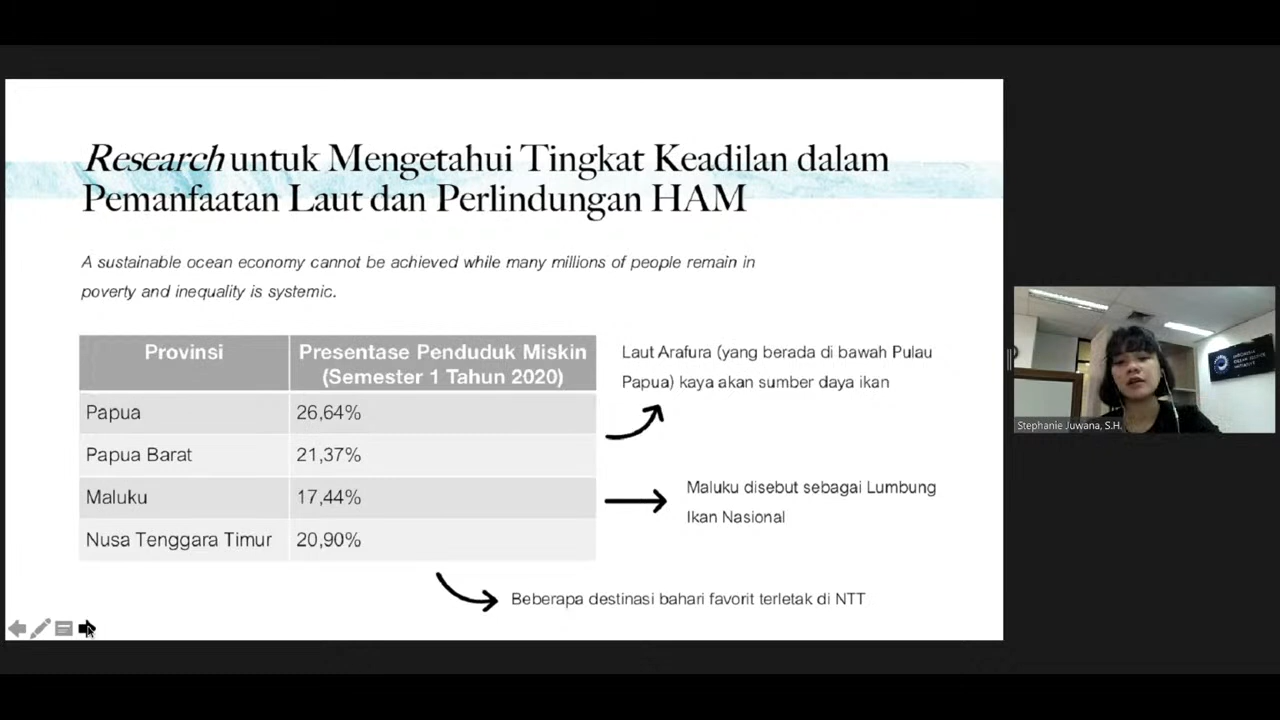 Research untuk Mengetahui Tingkat Keadilan dalam
Pemanfaatan Laut dan Perlindungan HAM
A sustainable ocean economy cannot be achieved while many millions of people remain in
poverty and inequality is systemic.
Provinsi
Presentase Penduduk Miskin
(Semester 1 Tahun 2020)
Papua
26,64%
Papua Barat
21,37%
Maluku
17,44%
Nusa Tenggara Timur
20,90%
Laut Arafura (yang berada di bawah Pulau
Papua) kaya akan sumber daya ikan
Maluku disebut sebagai Lumbung
Ikan Nasional
Beberapa destinasi bahari favorit terletak di NTT
INDONESIA
OCEAN JUSTICE
INITIATIVE
Stephanie Juwana, S.H.